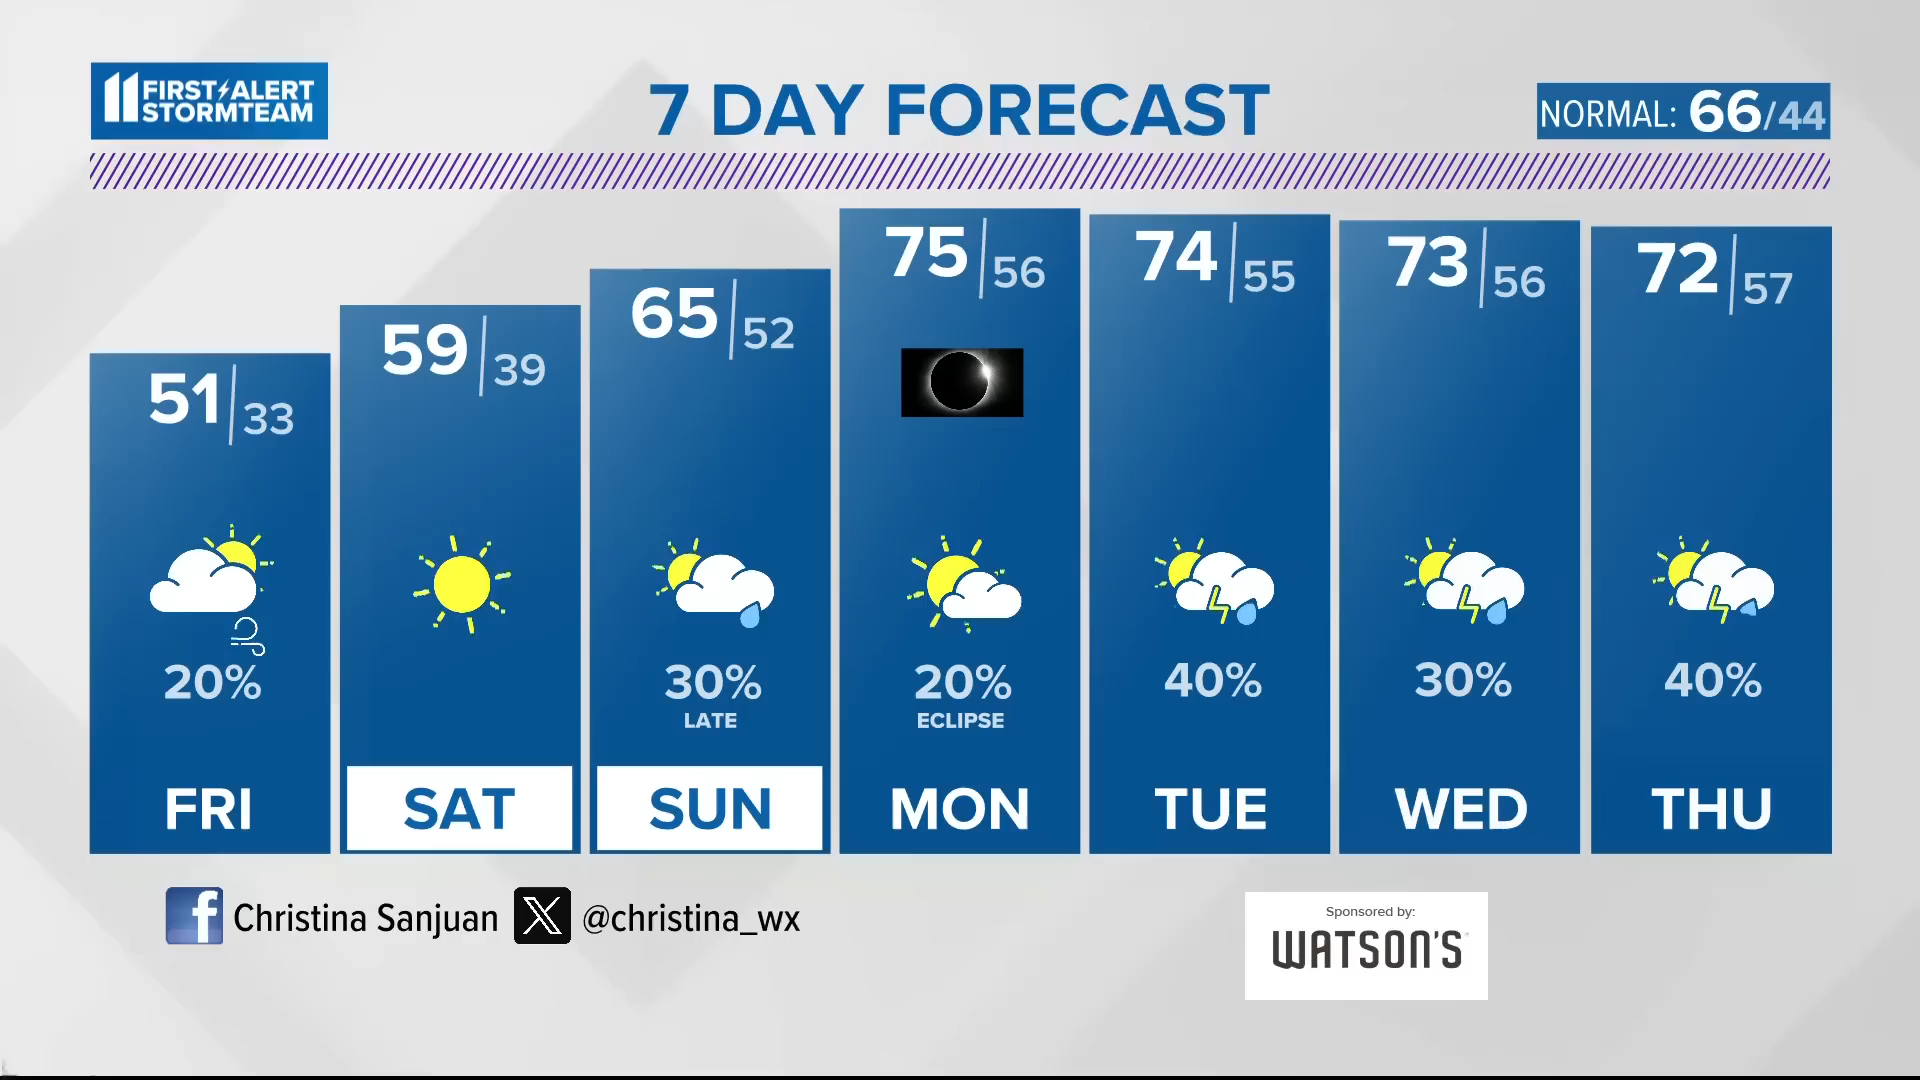 11 FIRST ALERT
STORMTEAM
7 DAY FORECAST
NORMAL: 66/44
51/33
20%
FRI
59/39
SAT
65/52
30%
LATE
SUN
75/56
20%
ECLIPSE
MON
74/55
40%
TUE
73/56
30%
WED
72/57
40%
THU
f Christina Sanjuan X @christina_wx
Sponsored by:
WATSON'S